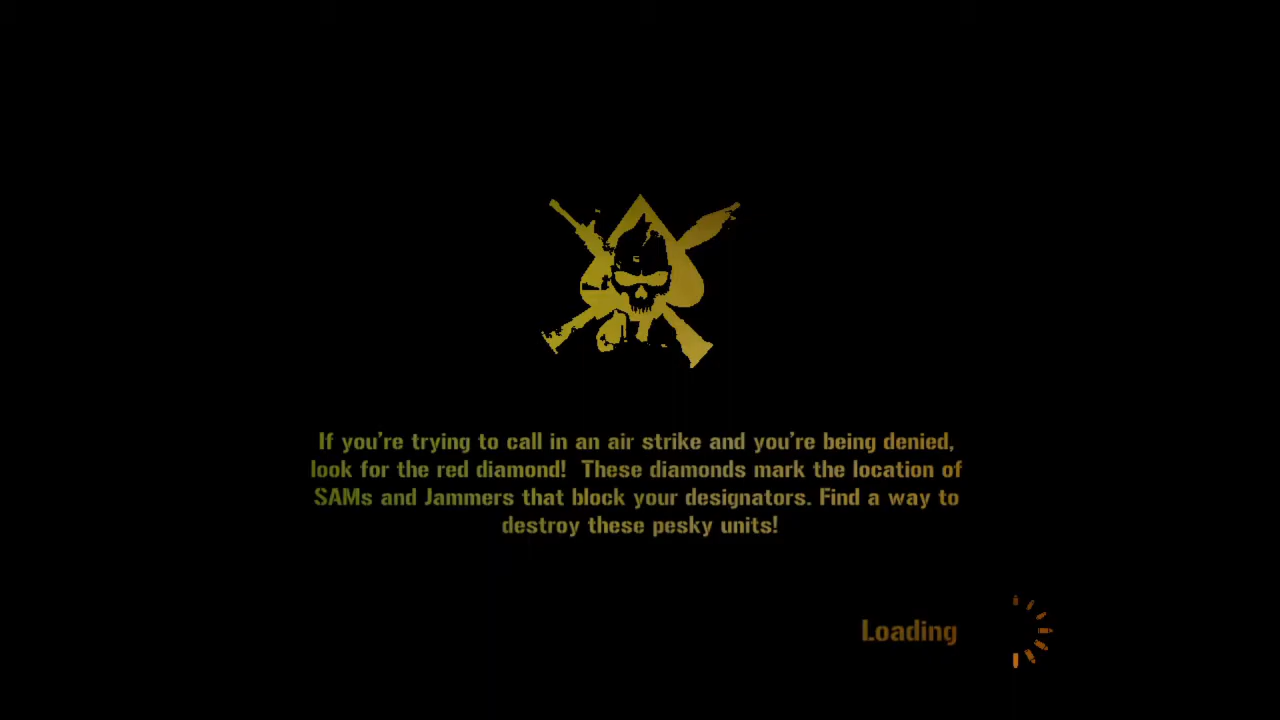 If you're trying to call in an air strike and you're being denied,
look for the red diamond!  These diamonds mark the location of
SAMs and Jammers that block your designators. Find a way to
destroy these pesky units!
Loading